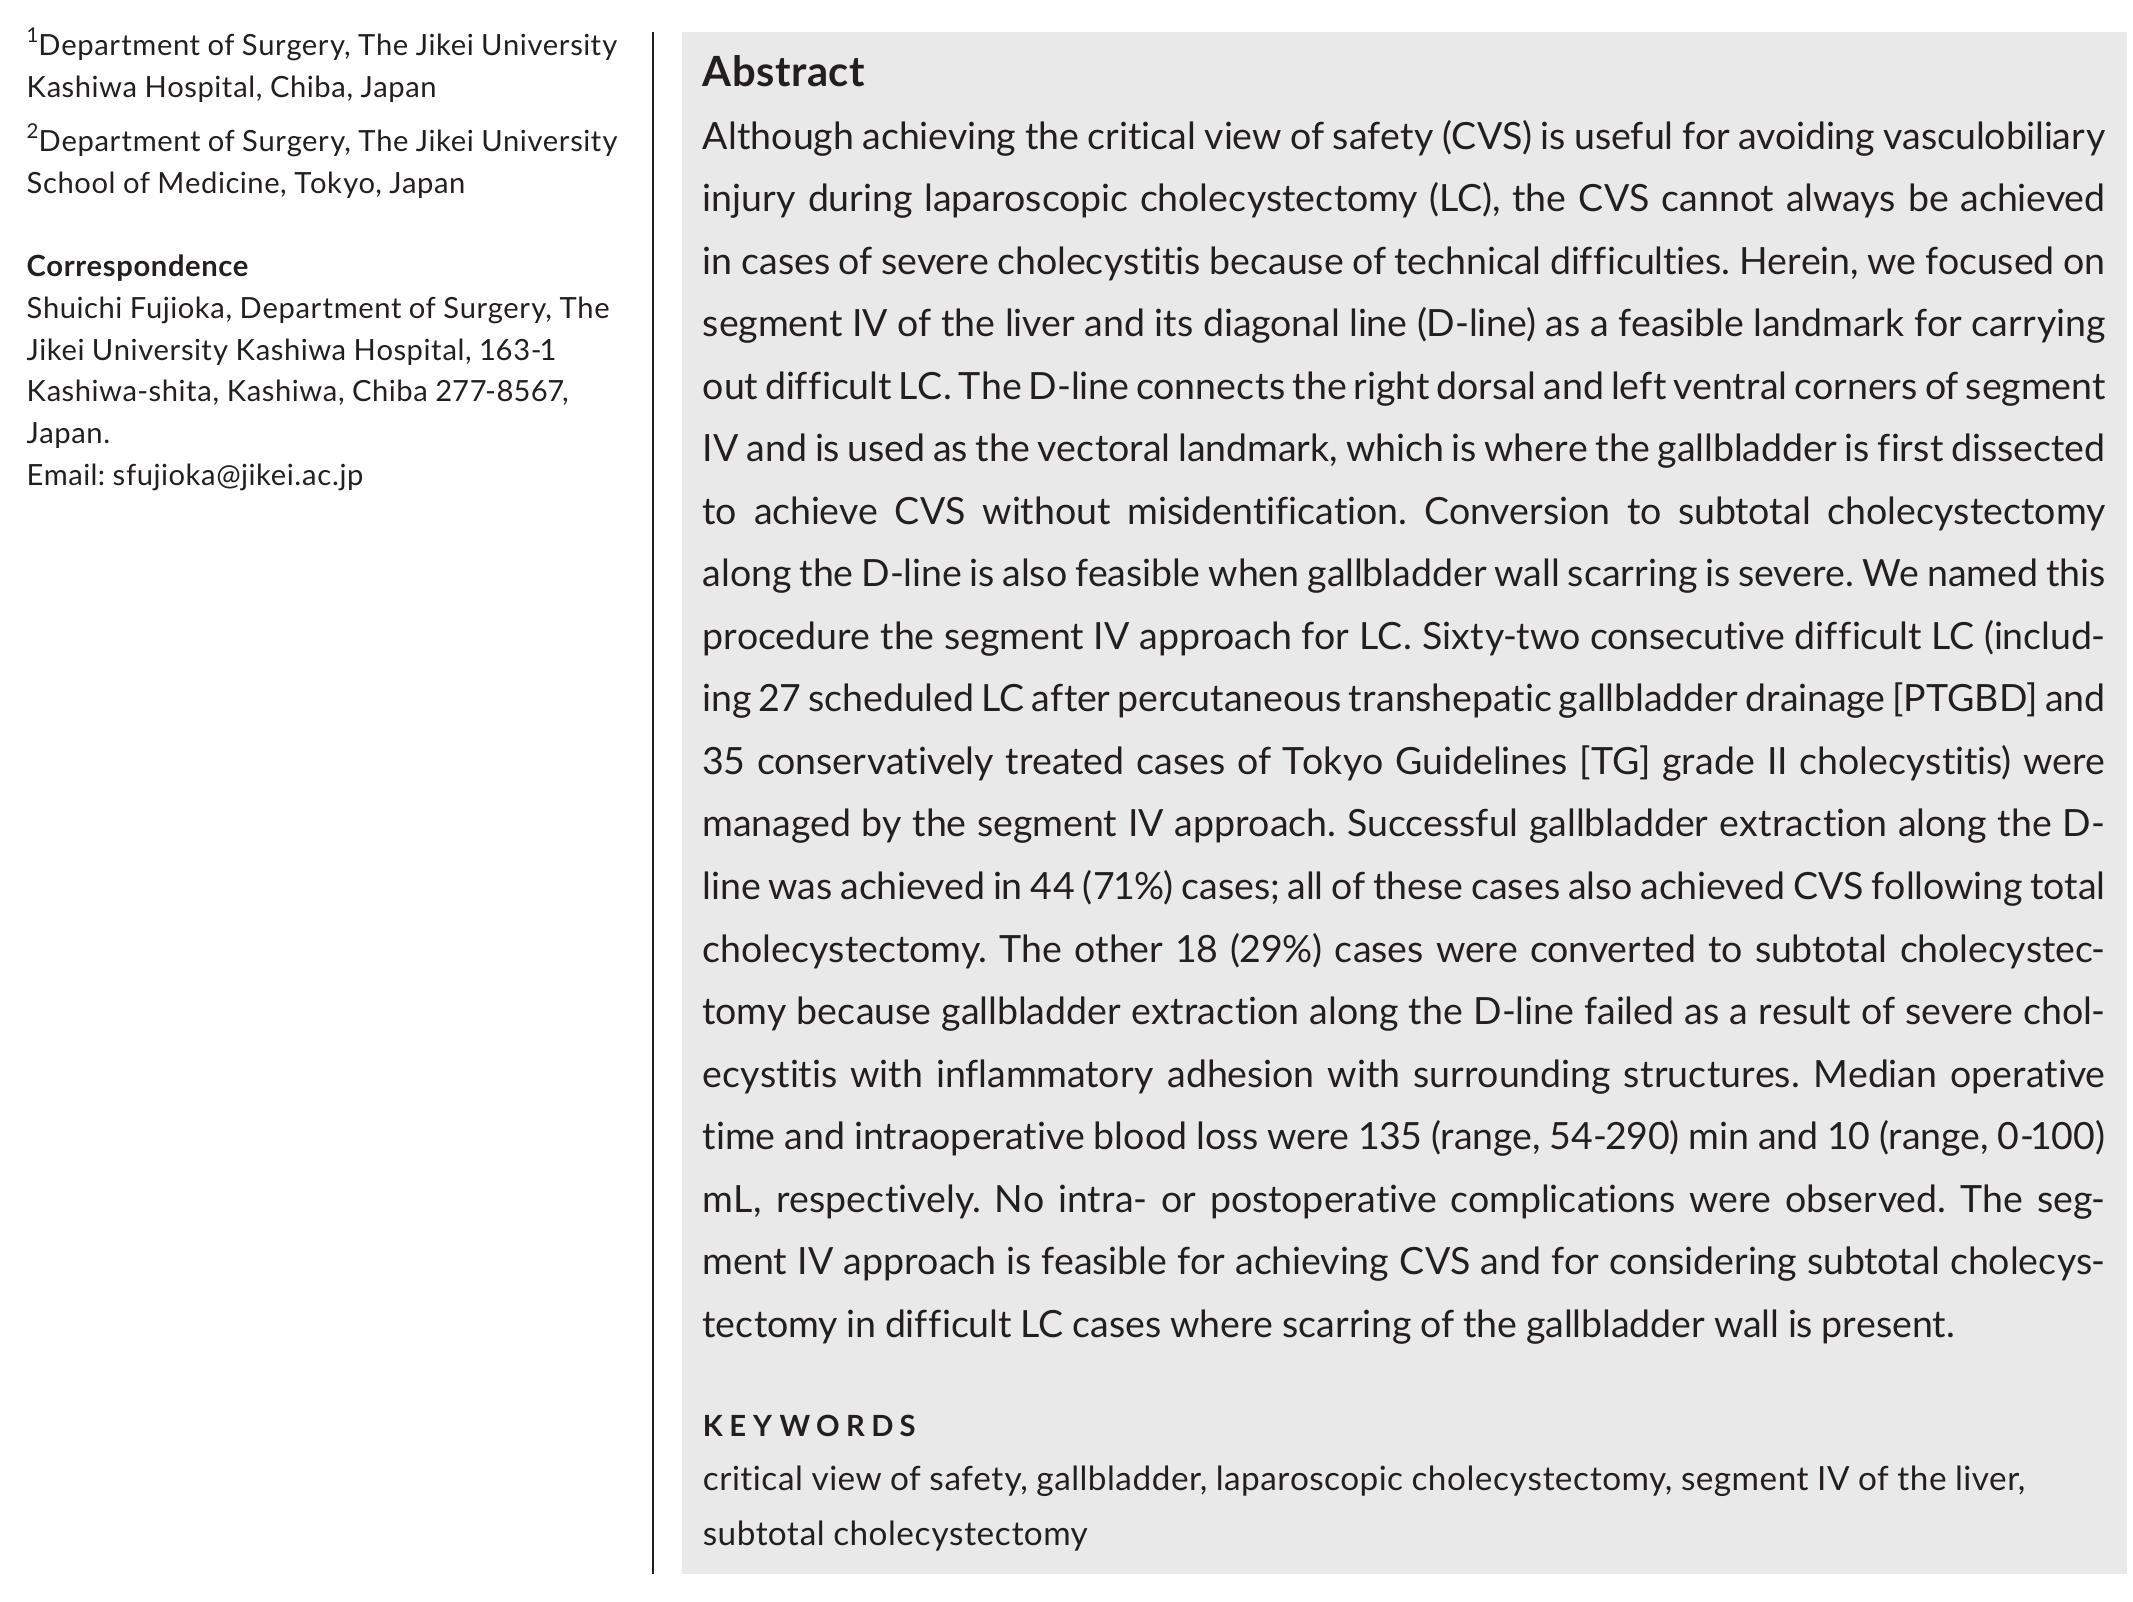 ¹Department of Surgery, The Jikei University
Kashiwa Hospital, Chiba, Japan
²Department of Surgery, The Jikei University
School of Medicine, Tokyo, Japan
Correspondence
Shuichi Fujioka, Department of Surgery, The
Jikei University Kashiwa Hospital, 163-1
Kashiwa-shita, Kashiwa, Chiba 277-8567,
Japan.
Email: sfujioka@jikei.ac.jp
Abstract
Although achieving the critical view of safety (CVS) is useful for avoiding vasculobiliary
injury during laparoscopic cholecystectomy (LC), the CVS cannot always be achieved
in cases of severe cholecystitis because of technical difficulties. Herein, we focused on
segment IV of the liver and its diagonal line (D-line) as a feasible landmark for carrying
out difficult LC. The D-line connects the right dorsal and left ventral corners of segment
IV and is used as the vectoral landmark, which is where the gallbladder is first dissected
to achieve CVS without misidentification. Conversion to subtotal cholecystectomy
along the D-line is also feasible when gallbladder wall scarring is severe. We named this
procedure the segment IV approach for LC. Sixty-two consecutive difficult LC (includ-
ing 27 scheduled LC after percutaneous transhepatic gallbladder drainage [PTGBD] and
35 conservatively treated cases of Tokyo Guidelines [TG] grade II cholecystitis) were
managed by the segment IV approach. Successful gallbladder extraction along the D-
line was achieved in 44 (71%) cases; all of these cases also achieved CVS following total
cholecystectomy. The other 18 (29%) cases were converted to subtotal cholecystec-
tomy because gallbladder extraction along the D-line failed as a result of severe chol-
ecystitis with inflammatory adhesion with surrounding structures. Median operative
time and intraoperative blood loss were 135 (range, 54-290) min and 10 (range, 0-100)
mL, respectively. No intra- or postoperative complications were observed. The seg-
ment IV approach is feasible for achieving CVS and for considering subtotal cholecys-
tectomy in difficult LC cases where scarring of the gallbladder wall is present.
KEYWORDS
critical view of safety, gallbladder, laparoscopic cholecystectomy, segment IV of the liver,
subtotal cholecystectomy